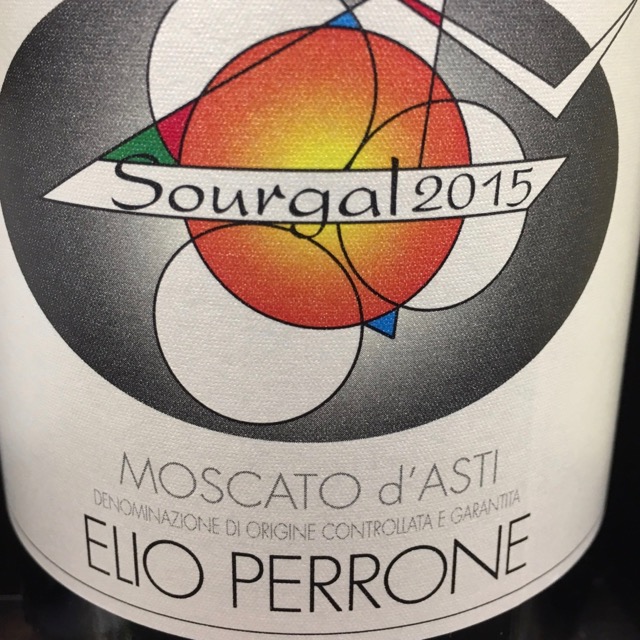 Sourgal 2015
MOSCATO d'ASTI
DENOMINAZIONE DI ORIGINE CONTROLLATA E GARANTITA
ELIO PERRONE